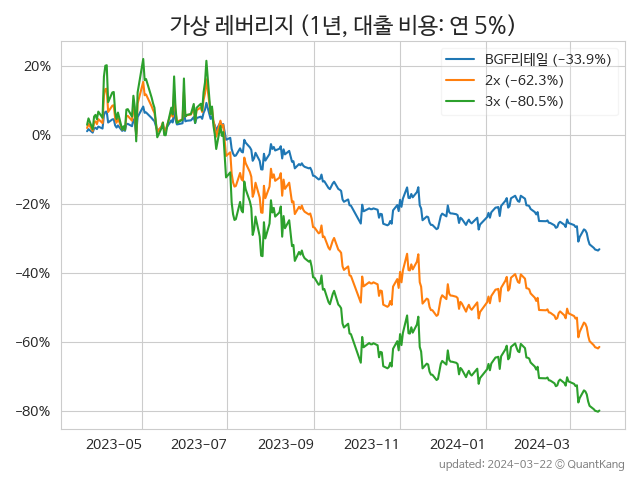 가상 레버리지 (1년, 대출 비용: 연 5%)
BGF리테일 (−33.9%)
2x (−62.3%)
3x (−80.5%)
20%
0%
−20%
−40%
−60%
−80%
2023-05 2023-07 2023-09 2023-11 2024-01 2024-03
updated: 2024-03-22 © QuantKang